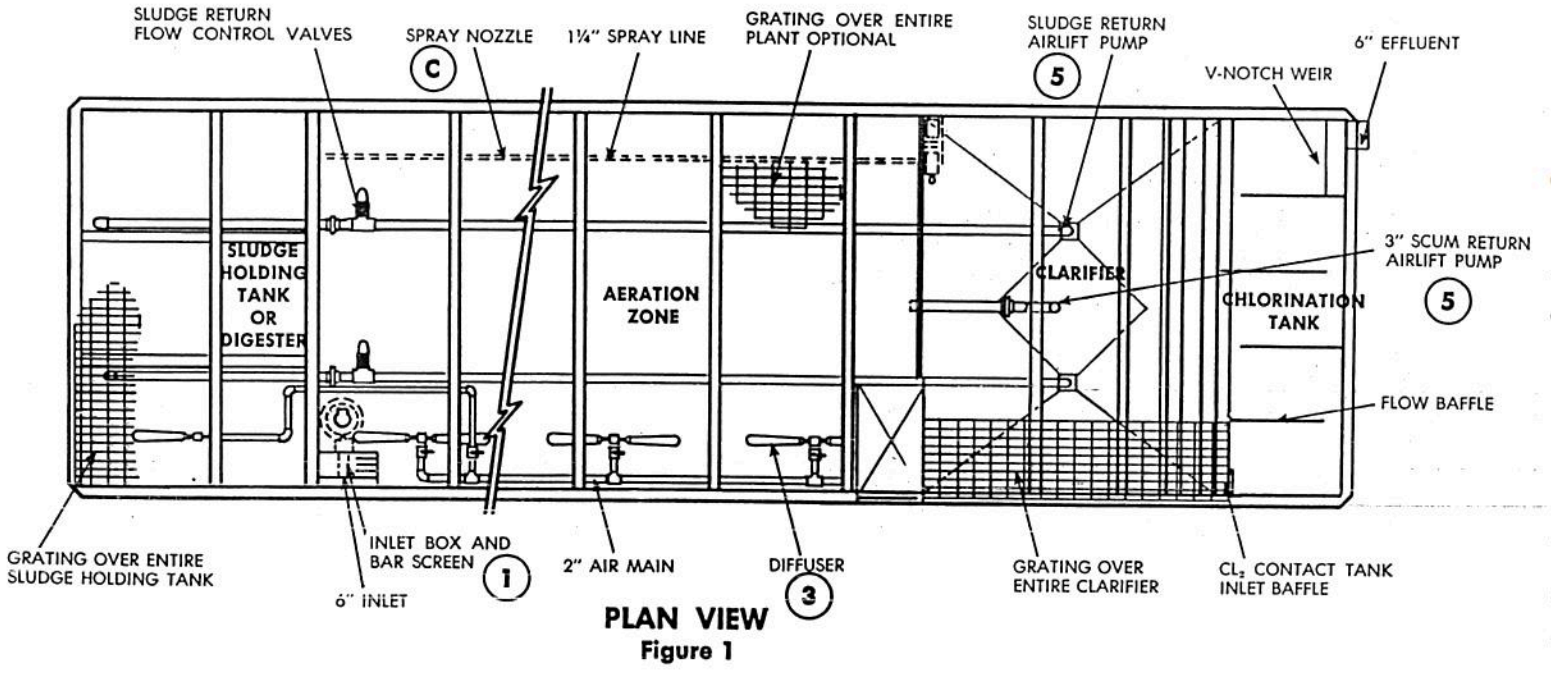 SLUDGE RETURN
FLOW CONTROL VALVES
SPRAY NOZZLE
C
1¼" SPRAY LINE
GRATING OVER ENTIRE
PLANT OPTIONAL
SLUDGE RETURN
AIRLIFT PUMP
5
V-NOTCH WEIR
6" EFFLUENT
SLUDGE
HOLDING
TANK
OR
DIGESTER
AERATION
ZONE
CLARIFIER
3" SCUM RETURN
AIRLIFT PUMP
5
CHLORINATION
TANK
FLOW BAFFLE
GRATING OVER ENTIRE
SLUDGE HOLDING TANK
INLET BOX AND
BAR SCREEN
1
6" INLET
2" AIR MAIN
DIFFUSER
3
GRATING OVER
ENTIRE CLARIFIER
CL₂ CONTACT TANK
INLET BAFFLE
PLAN VIEW
Figure 1